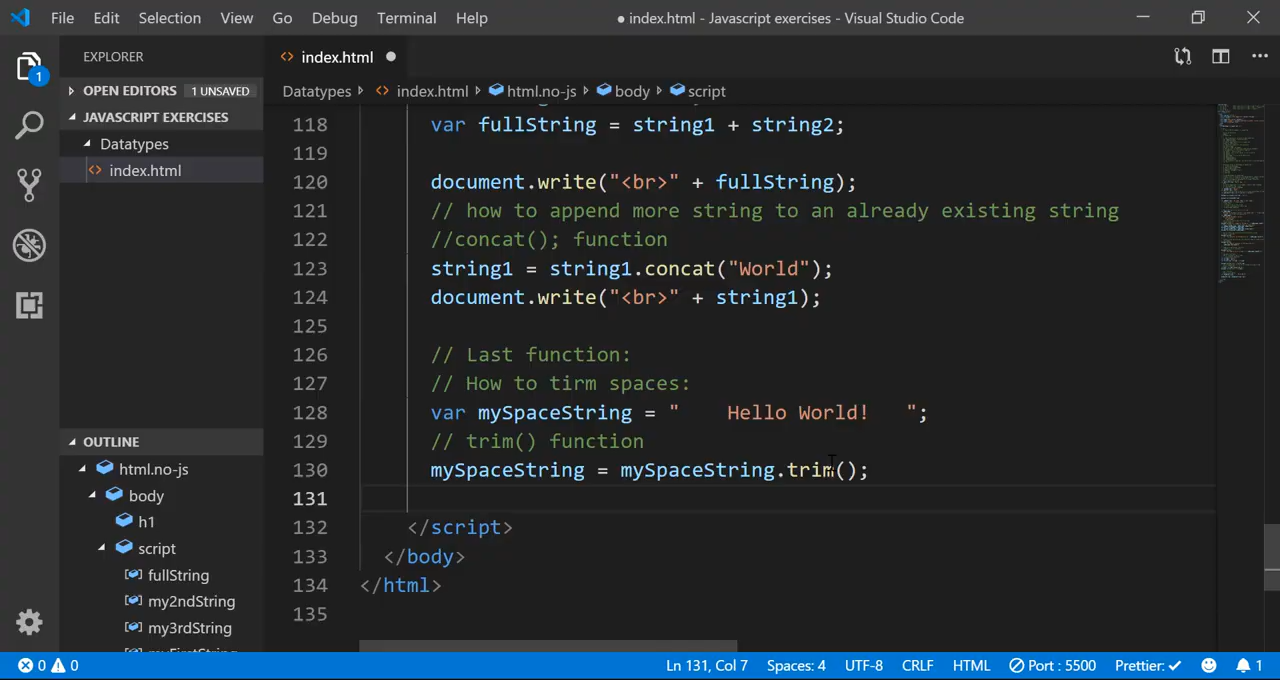 File Edit Selection View Go Debug Terminal Help ● index.html - Javascript exercises - Visual Studio Code
EXPLORER
index.html
OPEN EDITORS 1 UNSAVED
Datatypes index.html html.no-js body script
JAVASCRIPT EXERCISES
Datatypes
index.html
1
118 var fullString = string1 + string2;
119
120 document.write("<br>" + fullString);
121 // how to append more string to an already existing string
122 //concat(); function
123 string1 = string1.concat("World");
124 document.write("<br>" + string1);
125
126 // Last function:
127 // How to tirm spaces:
128 var mySpaceString = "    Hello World!   ";
129 // trim() function
130 mySpaceString = mySpaceString.trim();
131
132 </script>
133 </body>
134 </html>
135
OUTLINE
html.no-js
body
h1
script
fullString
my2ndString
my3rdString
0 0 Ln 131, Col 7 Spaces: 4 UTF-8 CRLF HTML Port : 5500 Prettier: ✓ 1